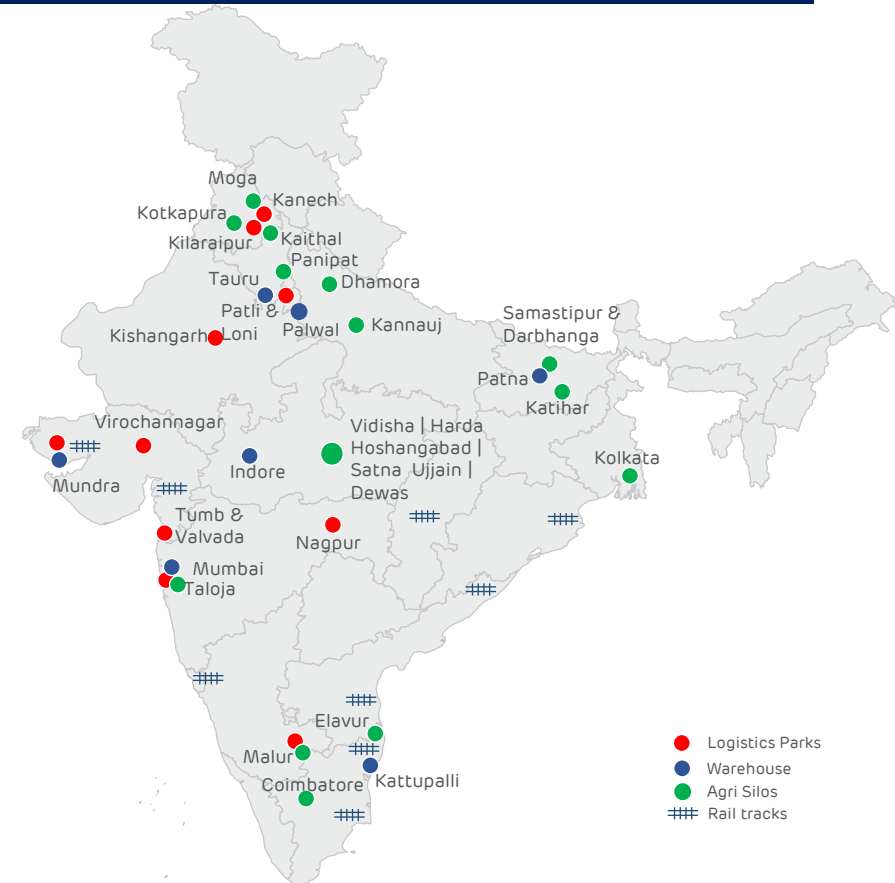 Moga
Kanech
Kotkapura
Kilaraipur
Kaithal
Panipat
Tauru
Dhamora
Patli &
Palwal
Kannauj
Samastipur &
Darbhanga
Kishangarh
Loni
Patna
Katihar
Virochannagar
Vidisha | Harda
Hoshangabad |
Satna Ujjain |
Dewas
Indore
Kolkata
Mundra
Tumb &
Valvada
Nagpur
Mumbai
Taloja
Elavur
Malur
Coimbatore
Kattupalli
Logistics Parks
Warehouse
Agri Silos
Rail tracks